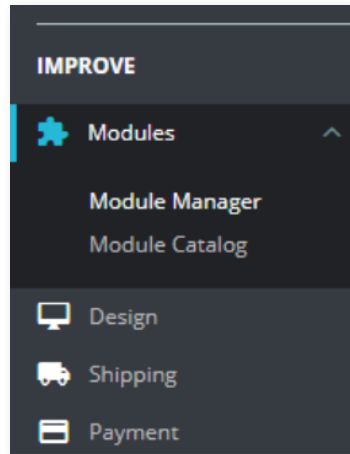 IMPROVE
Modules
Module Manager
Module Catalog
Design
Shipping
Payment